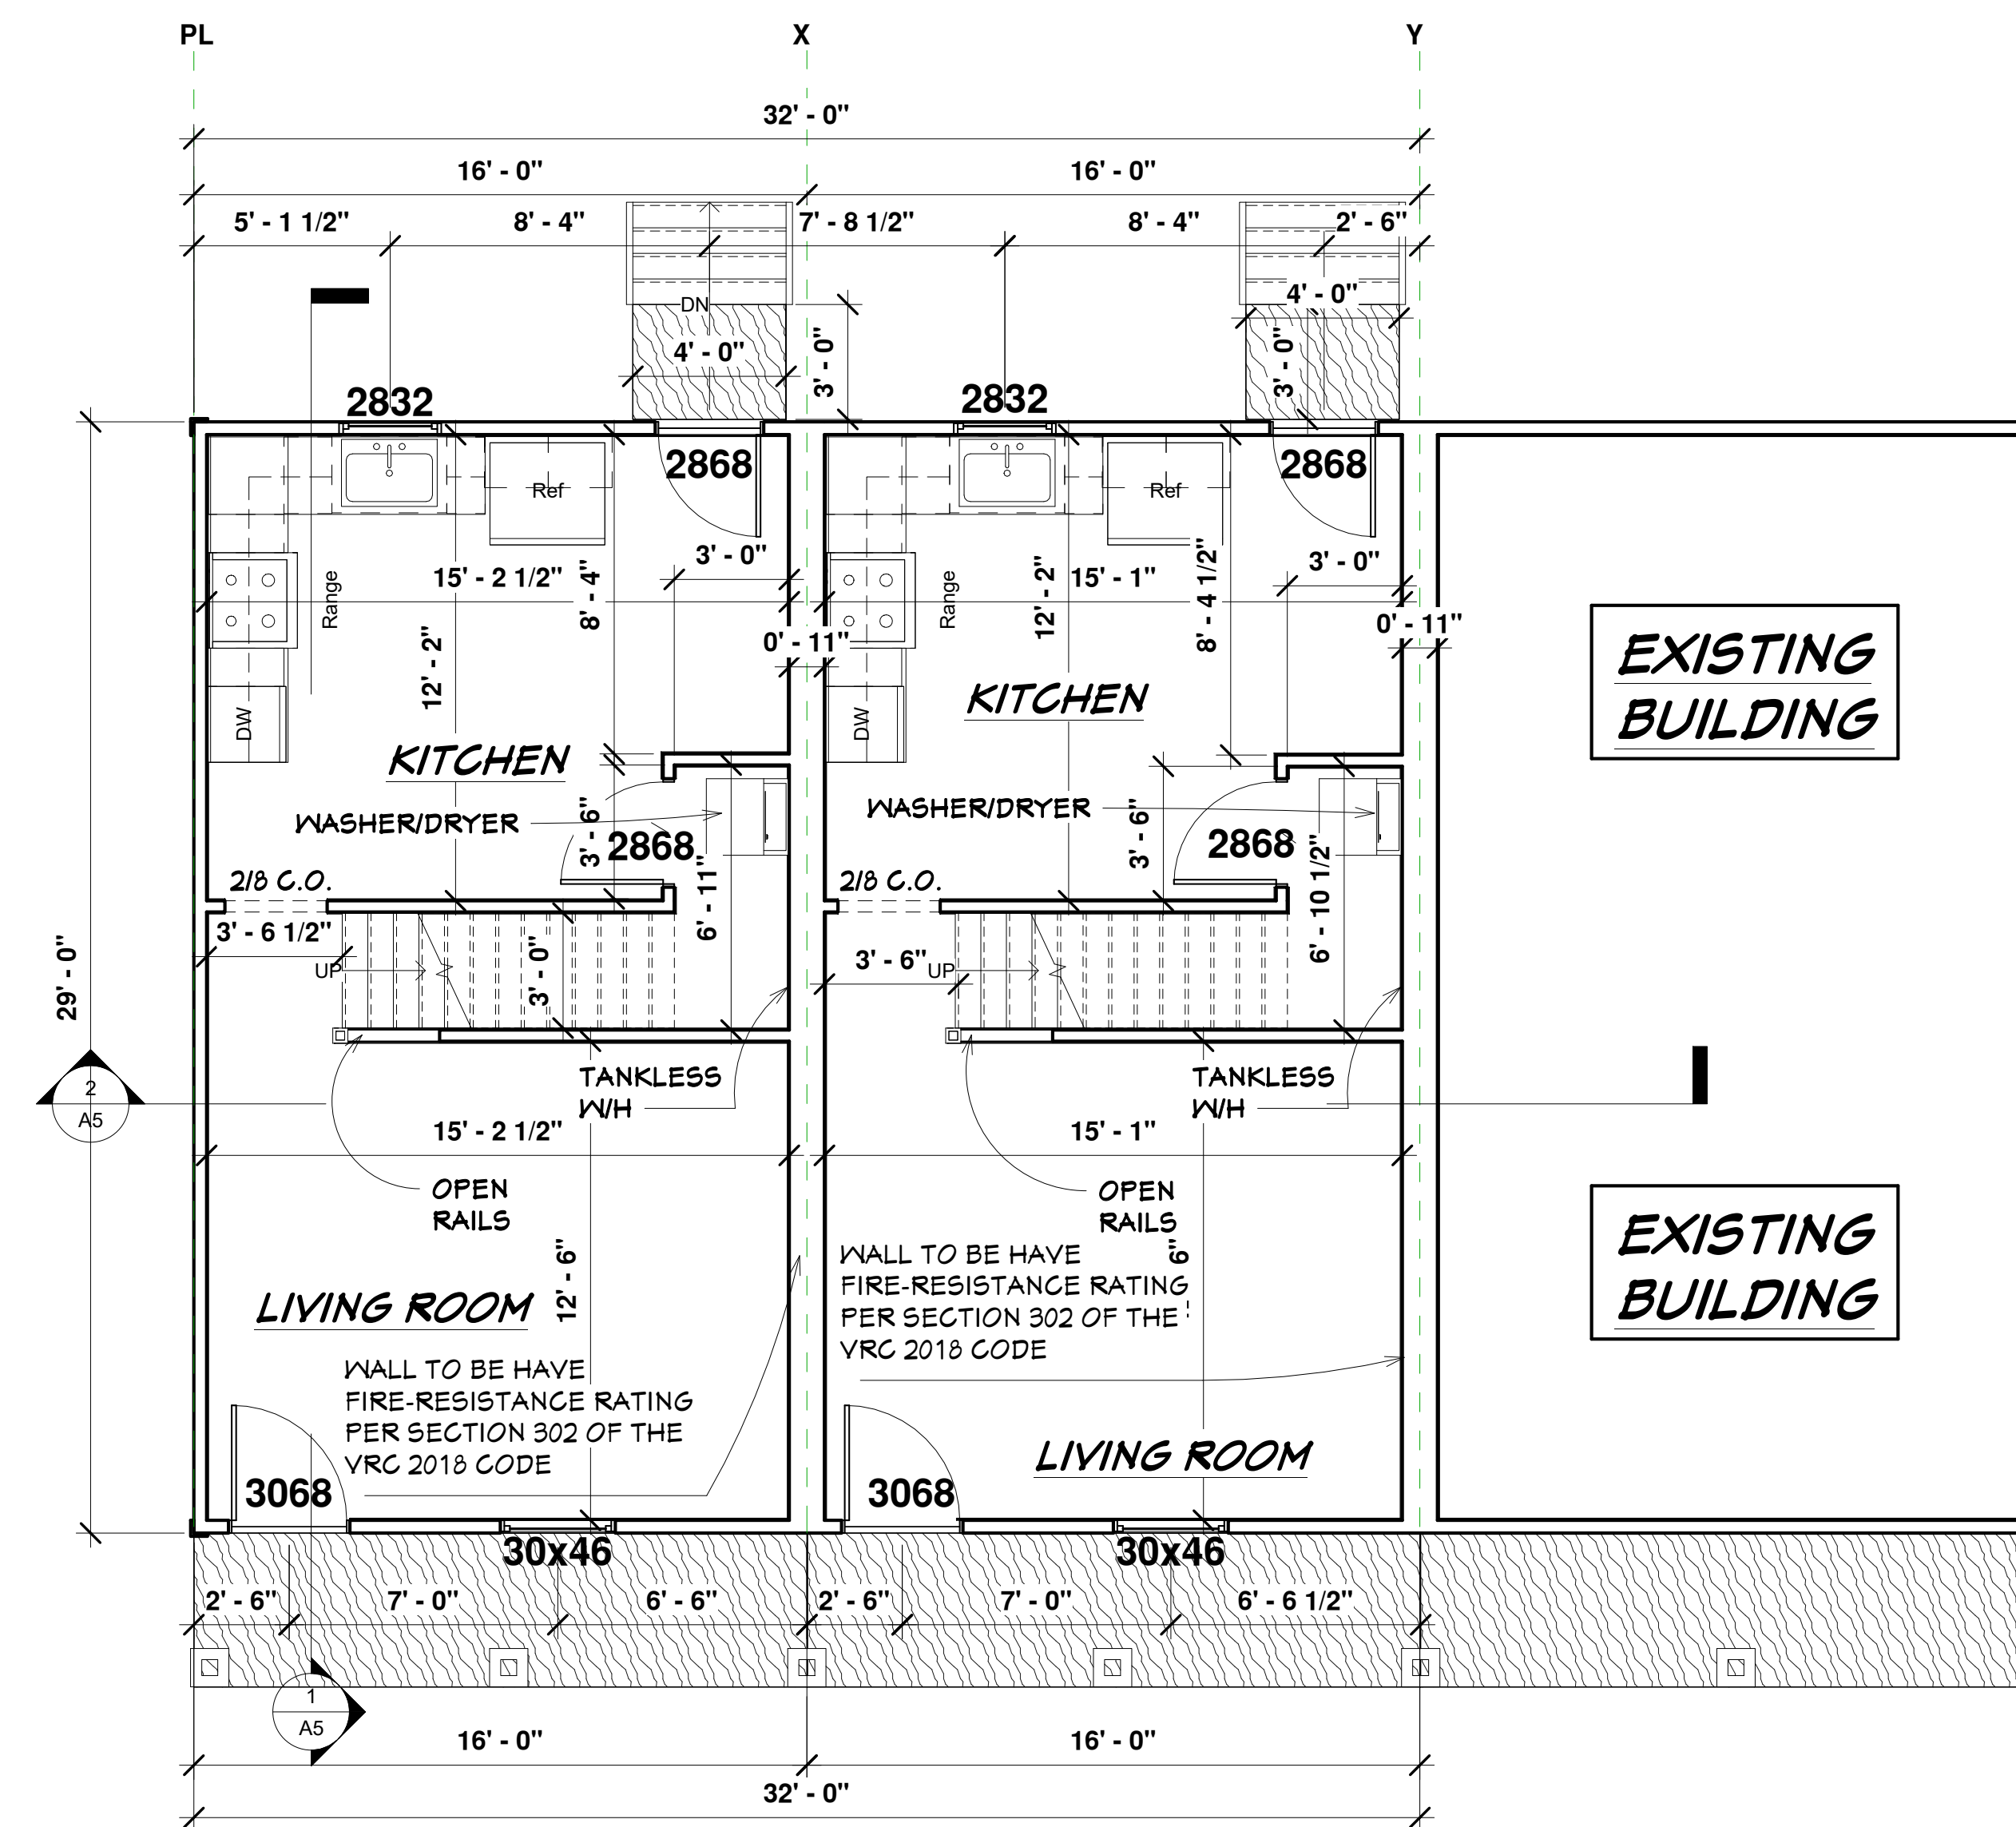 PL X Y
32' - 0"
16' - 0" 16' - 0"
5' - 1 1/2" 8' - 4" 7' - 8 1/2" 8' - 4" 2' - 6"
DN
4' - 0"
3' - 0"
4' - 0"
3' - 0"
2832 2832
2868 2868
Ref Ref
3' - 0" 3' - 0"
15' - 2 1/2" 8' - 4" 12' - 2" 15' - 1" 8' - 4 1/2"
Range Range
0' - 11" 0' - 11"
12' - 2"
EXISTING
BUILDING
DW DW
KITCHEN KITCHEN
WASHER/DRYER WASHER/DRYER
3' - 6" 3' - 6"
2868 2868
2/8 C.O. 2/8 C.O.
6' - 11" 6' - 10 1/2"
3' - 6 1/2" 3' - 6"
UP UP
3' - 0"
29' - 0"
2
A5
TANKLESS
W/H
TANKLESS
W/H
15' - 2 1/2" 15' - 1"
OPEN
RAILS
OPEN
RAILS
EXISTING
BUILDING
12' - 6"
6"
WALL TO BE HAVE
FIRE-RESISTANCE RATING
PER SECTION 302 OF THE
VRC 2018 CODE
LIVING ROOM
WALL TO BE HAVE
FIRE-RESISTANCE RATING
PER SECTION 302 OF THE
VRC 2018 CODE
LIVING ROOM
3068 3068
30x46 30x46
2' - 6" 7' - 0" 6' - 6" 2' - 6" 7' - 0" 6' - 6 1/2"
1
A5
16' - 0" 16' - 0"
32' - 0"